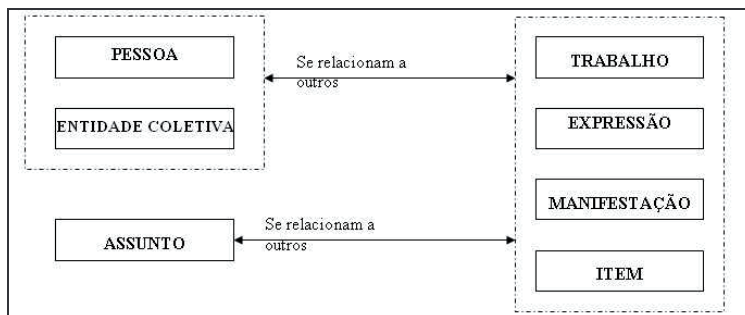 PESSOA
ENTIDADE COLETIVA
Se relacionam a
outros
TRABALHO
EXPRESSÃO
MANIFESTAÇÃO
ITEM
ASSUNTO
Se relacionam a
outros